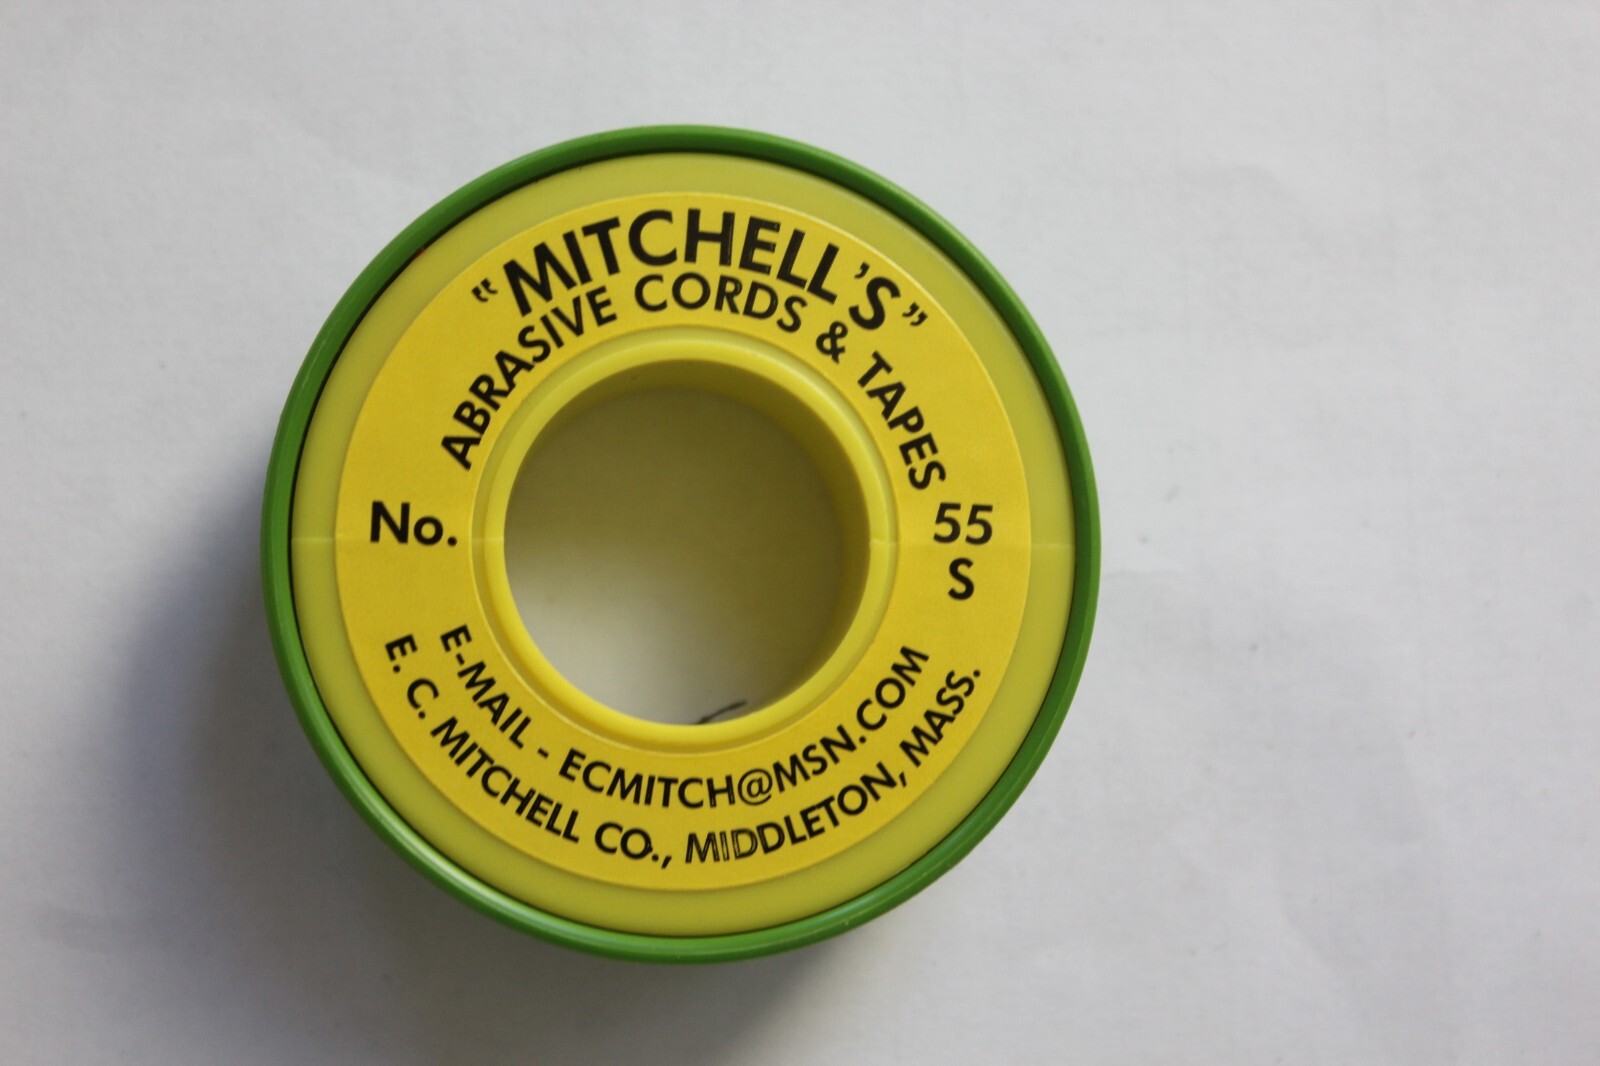 "MITCHELL'S"
ABRASIVE CORDS & TAPES
No. 55
S
E-MAIL - ECMITCH@MSN.COM
E. C. MITCHELL CO., MIDDLETON, MASS.